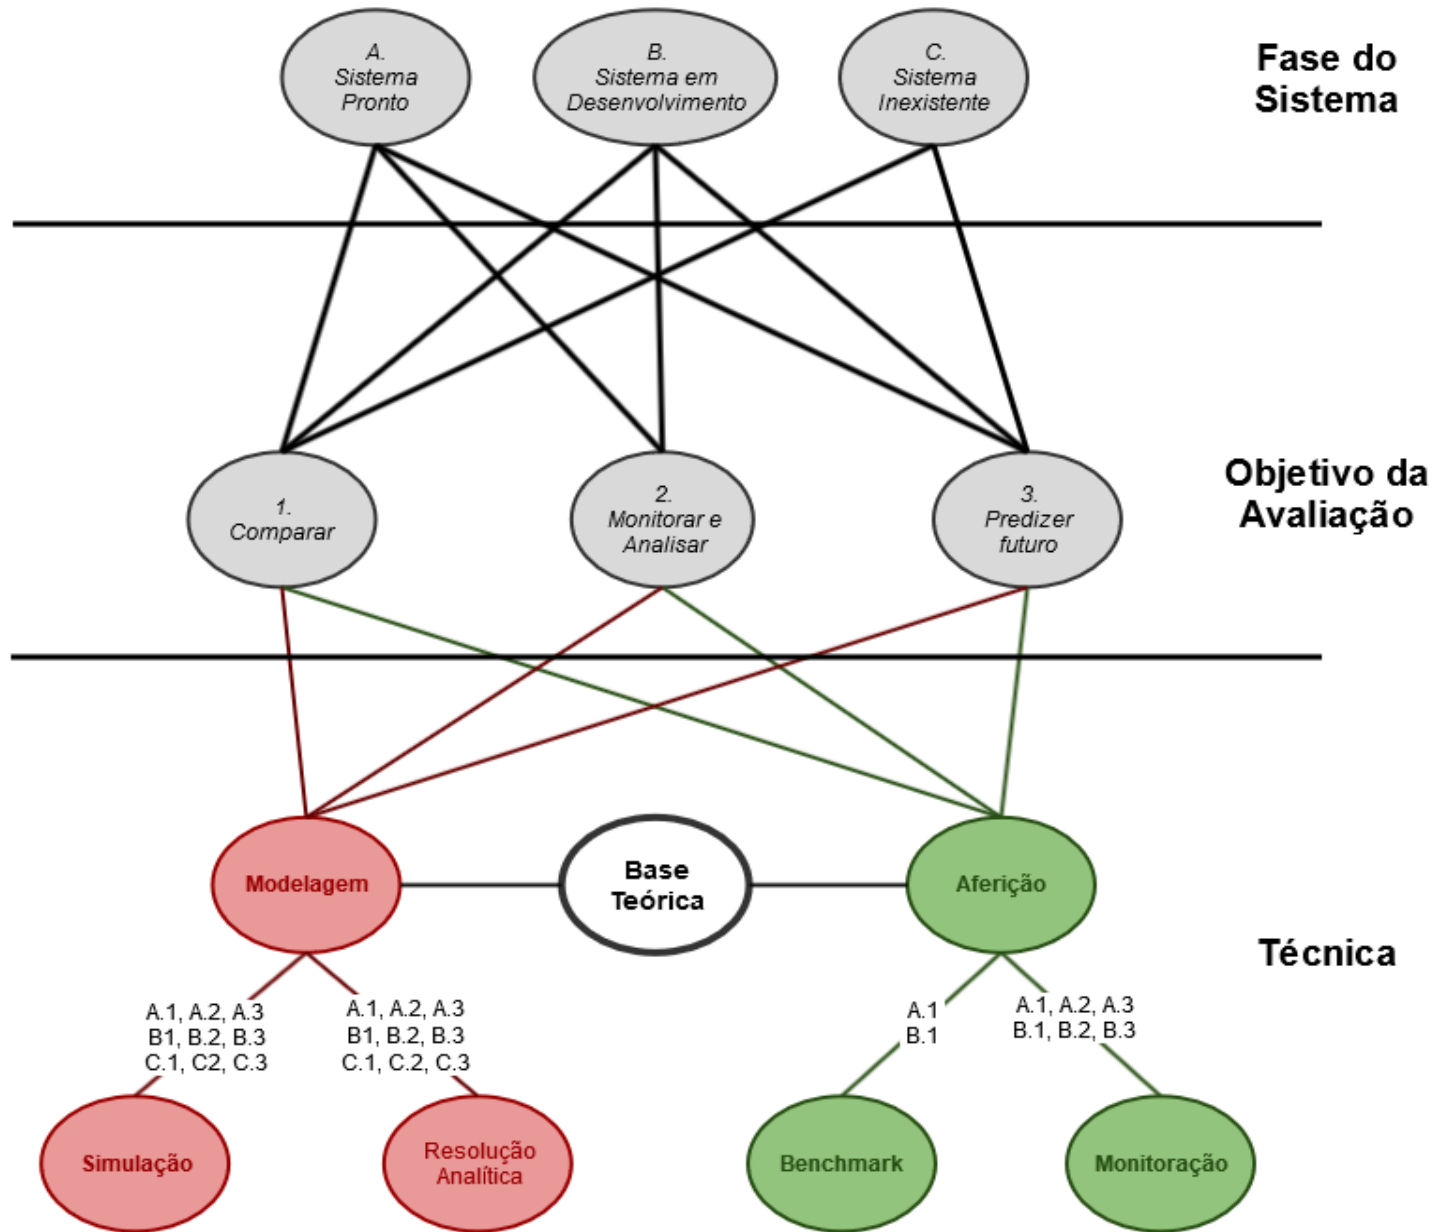 A.
Sistema
Pronto
B.
Sistema em
Desenvolvimento
C.
Sistema
Inexistente
Fase do
Sistema
1.
Comparar
2.
Monitorar e
Analisar
3.
Predizer
futuro
Objetivo da
Avaliação
Modelagem
Base
Teórica
Aferição
Técnica
A.1, A.2, A.3
B1, B.2, B.3
C.1, C2, C.3
A.1, A.2, A.3
B1, B.2, B.3
C.1, C.2, C.3
A.1
B.1
A.1, A.2, A.3
B.1, B.2, B.3
Simulação
Resolução
Analítica
Benchmark
Monitoração